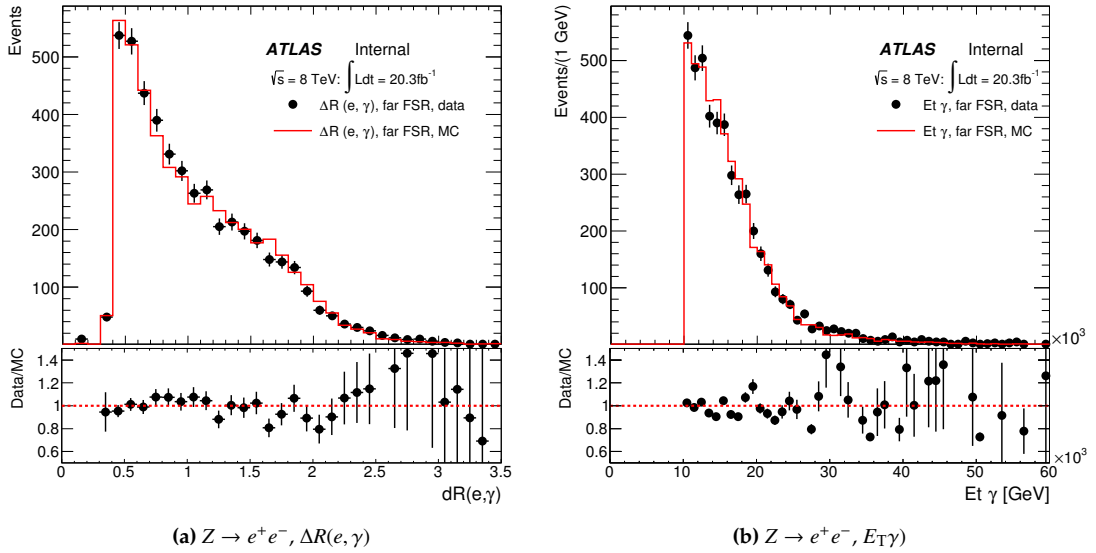 Events
500
400
300
200
100
ATLAS Internal
√s = 8 TeV: ∫ Ldt = 20.3fb⁻¹
ΔR (e, γ), far FSR, data
ΔR (e, γ), far FSR, MC
Data/MC
1.4
1.2
1
0.8
0.6
0 0.5 1 1.5 2 2.5 3 3.5
dR(e,γ)
(a) Z → e⁺e⁻, ΔR(e, γ)
Events/(1 GeV)
500
400
300
200
100
0
ATLAS Internal
√s = 8 TeV: ∫ Ldt = 20.3fb⁻¹
Et γ, far FSR, data
Et γ, far FSR, MC
×10³
Data/MC
1.4
1.2
1
0.8
0.6
0 10 20 30 40 50 60
×10³
Et γ [GeV]
(b) Z → e⁺e⁻, E_Tγ)